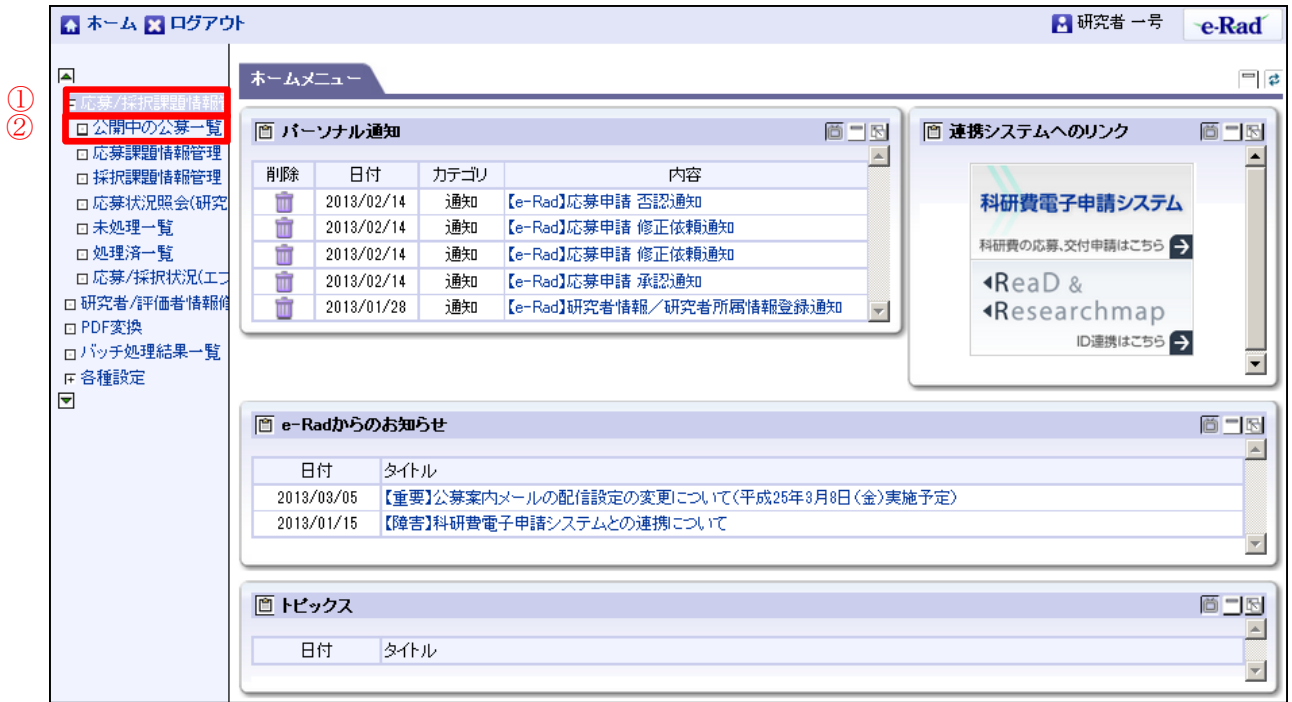 ホーム ログアウト
研究者 一号
e-Rad
①
②
応募/採択課題情報管
公開中の公募一覧
応募課題情報管理
採択課題情報管理
応募状況照会(研究
未処理一覧
処理済一覧
応募/採択状況(エフ
研究者/評価者情報修
PDF変換
バッチ処理結果一覧
各種設定
ホームメニュー
パーソナル通知
削除 日付 カテゴリ 内容
2013/02/14 通知 【e-Rad】応募申請 否認通知
2013/02/14 通知 【e-Rad】応募申請 修正依頼通知
2013/02/14 通知 【e-Rad】応募申請 修正依頼通知
2013/02/14 通知 【e-Rad】応募申請 承認通知
2013/01/28 通知 【e-Rad】研究者情報/研究者所属情報登録通知
連携システムへのリンク
科研費電子申請システム
科研費の応募、交付申請はこちら
ReaD &
Researchmap
ID連携はこちら
e-Radからのお知らせ
日付 タイトル
2013/03/05 【重要】公募案内メールの配信設定の変更について(平成25年3月8日(金)実施予定)
2013/01/15 【障害】科研費電子申請システムとの連携について
トピックス
日付 タイトル